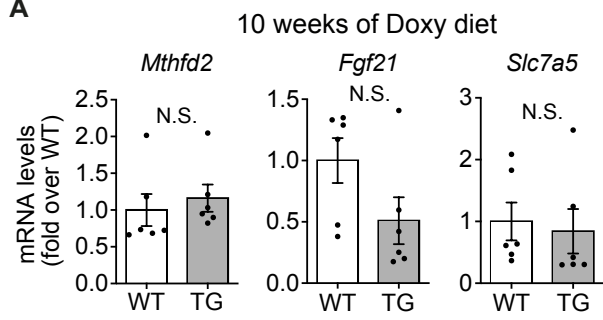 A
10 weeks of Doxy diet
Mthfd2
Fgf21
Slc7a5
mRNA levels
(fold over WT)
2.5
2.0
1.5
1.0
0.5
0.0
N.S.
WT TG
1.5
1.0
0.5
0.0
N.S.
WT TG
3
2
1
0
N.S.
WT TG